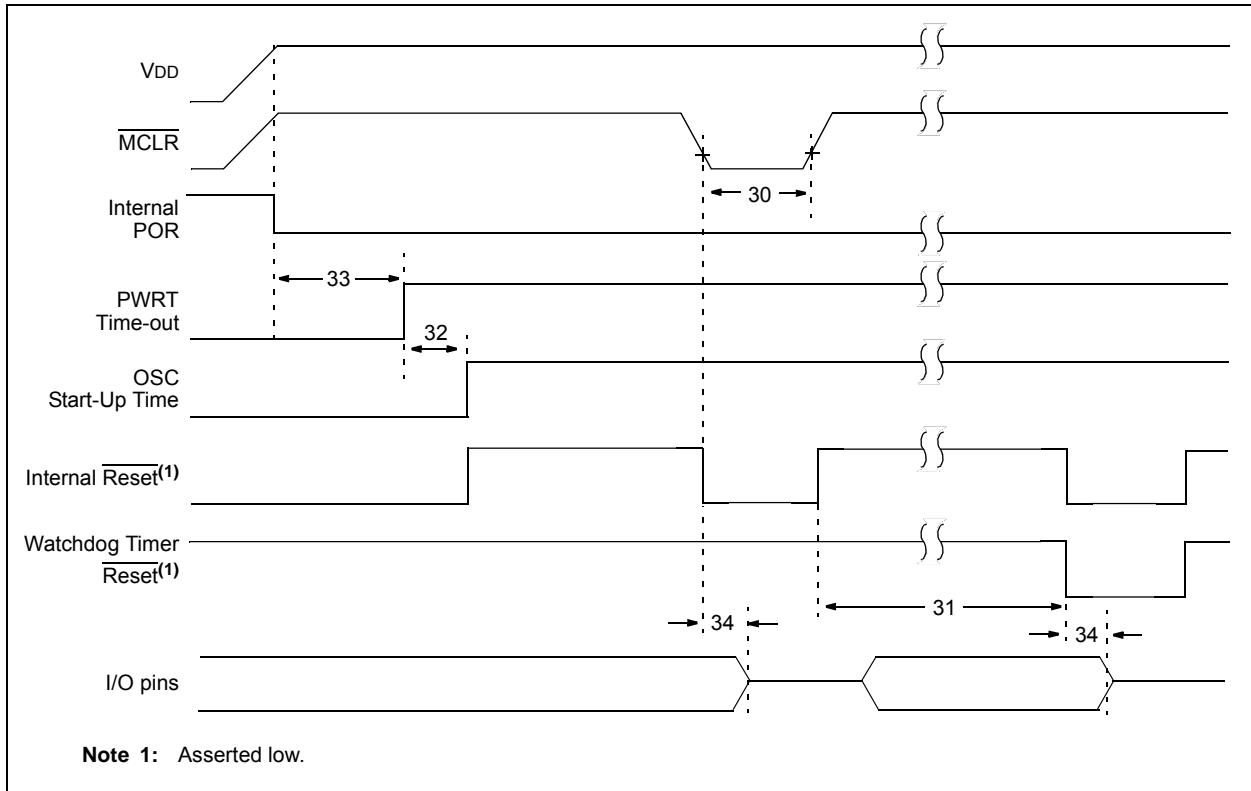 VDD
MCLR
30
Internal
POR
33
PWRT
Time-out
32
OSC
Start-Up Time
Internal Reset(1)
Watchdog Timer
Reset(1)
31
34
34
I/O pins
Note 1: Asserted low.